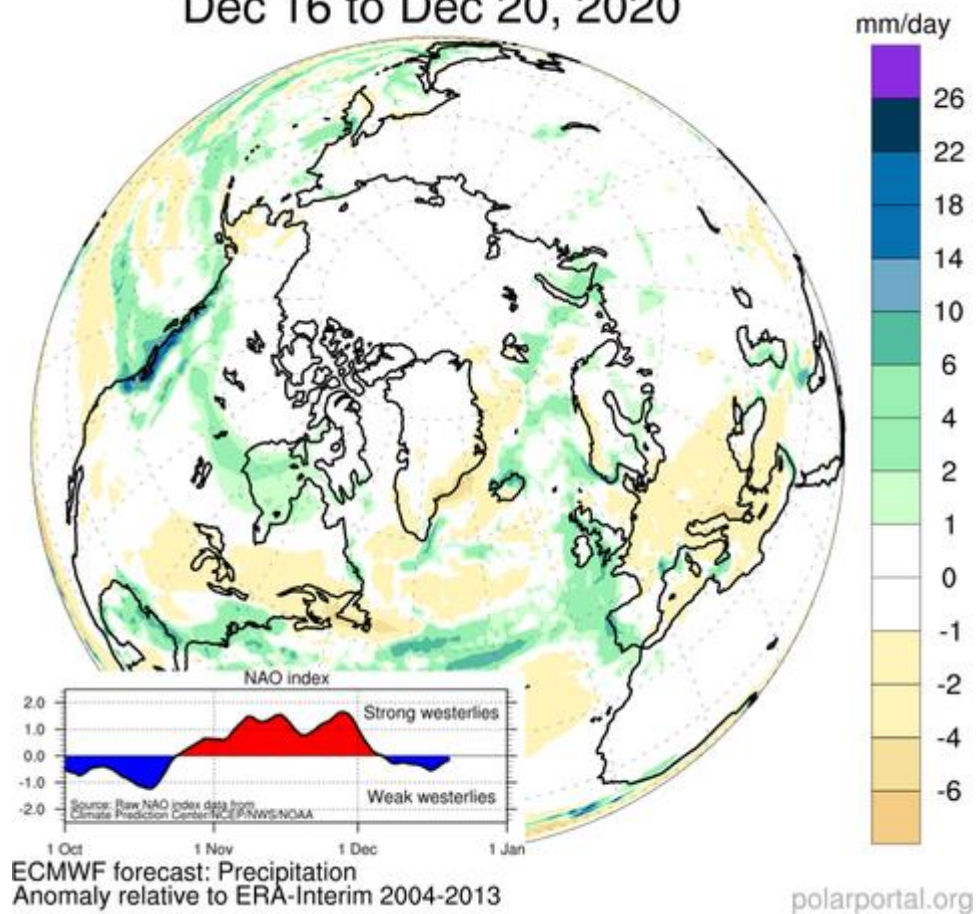 Dec 16 to Dec 20, 2020
mm/day
26
22
18
14
10
6
4
2
1
0
-1
-2
-4
-6
NAO index
2.0
1.0
0.0
-1.0
-2.0
Strong westerlies
Weak westerlies
Source: Raw NAO index data from
Climate Prediction Center/NCEP/NWS/NOAA
1 Oct
1 Nov
1 Dec
1 Jan
ECMWF forecast: Precipitation
Anomaly relative to ERA-Interim 2004-2013
polarportal.org